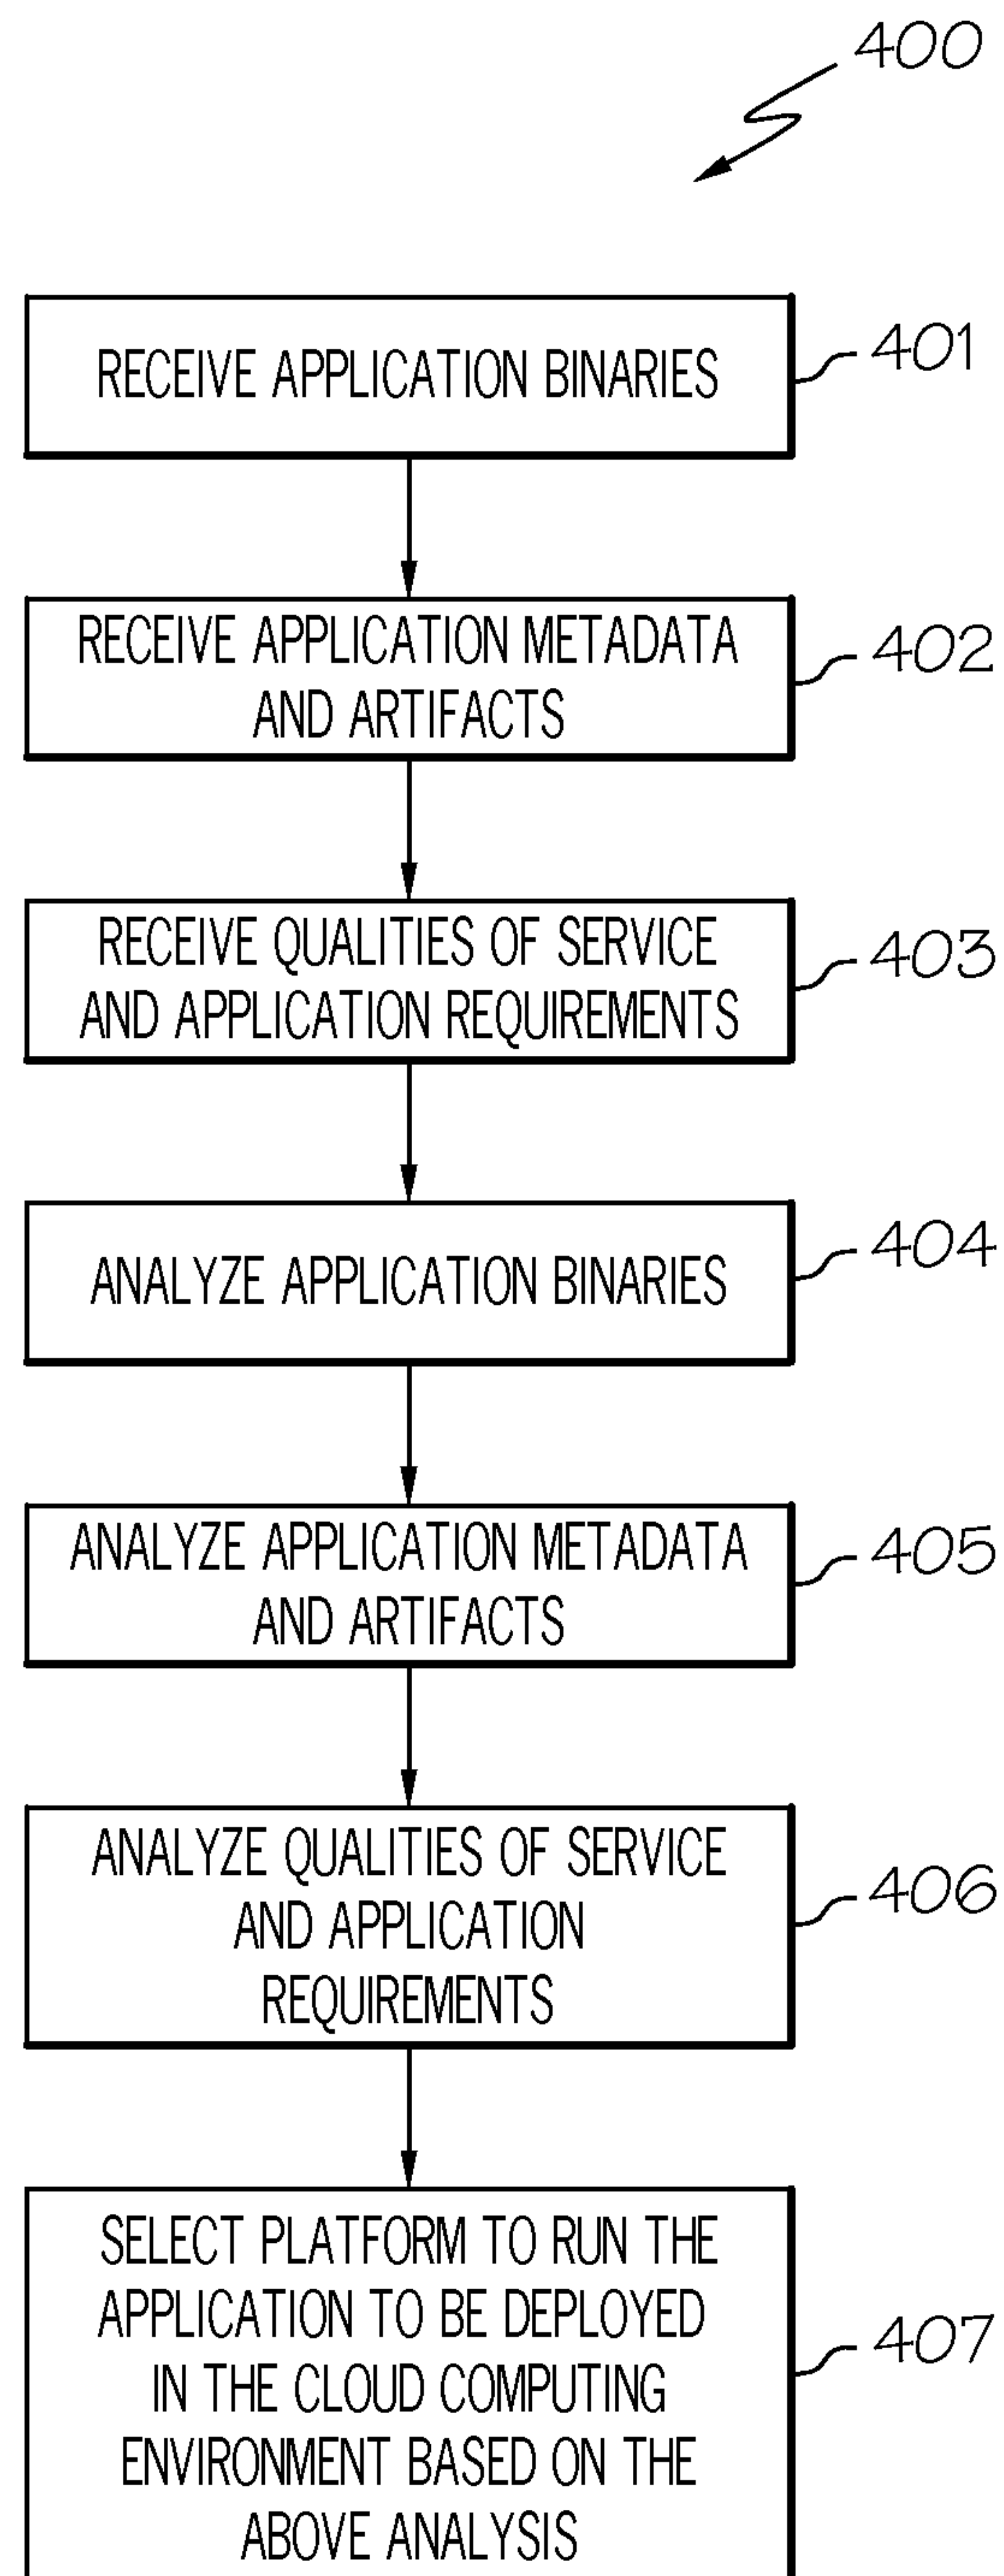 400
RECEIVE APPLICATION BINARIES
401
RECEIVE APPLICATION METADATA
AND ARTIFACTS
402
RECEIVE QUALITIES OF SERVICE
AND APPLICATION REQUIREMENTS
403
ANALYZE APPLICATION BINARIES
404
ANALYZE APPLICATION METADATA
AND ARTIFACTS
405
ANALYZE QUALITIES OF SERVICE
AND APPLICATION
REQUIREMENTS
406
SELECT PLATFORM TO RUN THE
APPLICATION TO BE DEPLOYED
IN THE CLOUD COMPUTING
ENVIRONMENT BASED ON THE
ABOVE ANALYSIS
407